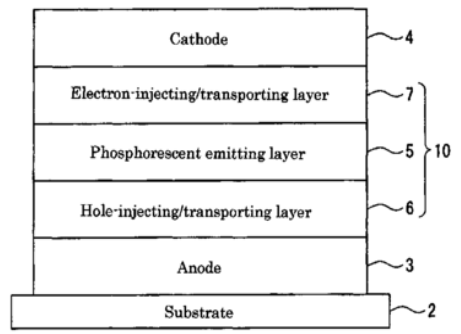 Cathode 4
Electron-injecting/transporting layer 7
Phosphorescent emitting layer 5 10
Hole-injecting/transporting layer 6
Anode 3
Substrate 2